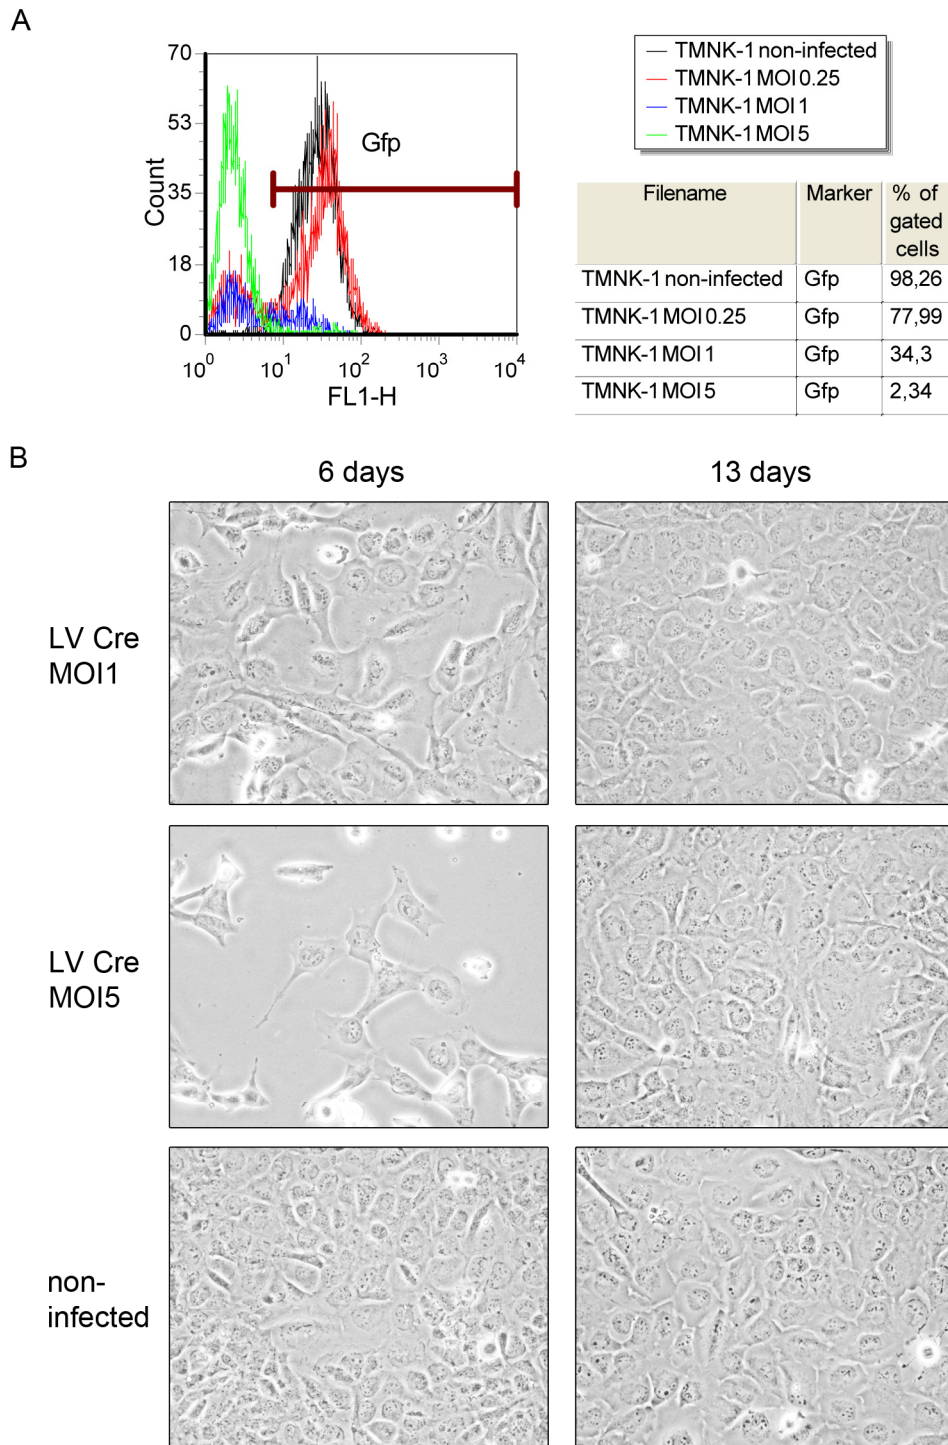 A
70
53
35
18
0
Count
Gfp
10^0 10^1 10^2 10^3 10^4
FL1-H
TMNK-1 non-infected
TMNK-1 MOI 0.25
TMNK-1 MOI 1
TMNK-1 MOI 5
Filename Marker % of
gated
cells
TMNK-1 non-infected Gfp 98,26
TMNK-1 MOI 0.25 Gfp 77,99
TMNK-1 MOI 1 Gfp 34,3
TMNK-1 MOI 5 Gfp 2,34
B
6 days 13 days
LV Cre
MOI1
LV Cre
MOI5
non-
infected